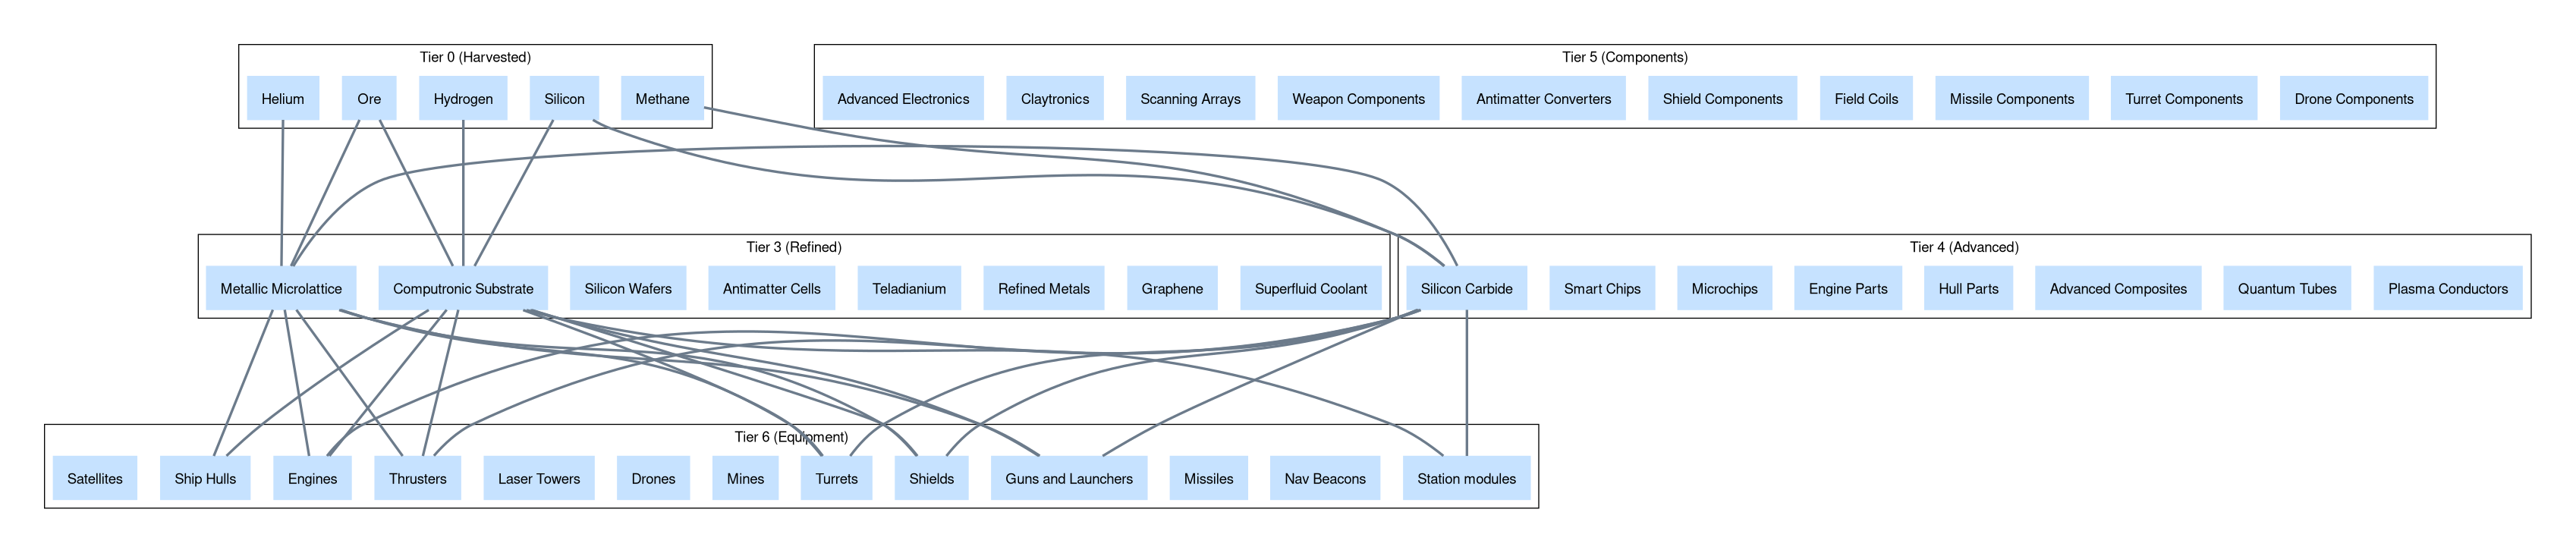 Tier 0 (Harvested)
Helium
Ore
Hydrogen
Silicon
Methane
Tier 5 (Components)
Advanced Electronics
Claytronics
Scanning Arrays
Weapon Components
Antimatter Converters
Shield Components
Field Coils
Missile Components
Turret Components
Drone Components
Tier 3 (Refined)
Metallic Microlattice
Computronic Substrate
Silicon Wafers
Antimatter Cells
Teladianium
Refined Metals
Graphene
Superfluid Coolant
Tier 4 (Advanced)
Silicon Carbide
Smart Chips
Microchips
Engine Parts
Hull Parts
Advanced Composites
Quantum Tubes
Plasma Conductors
Tier 6 (Equipment)
Satellites
Ship Hulls
Engines
Thrusters
Laser Towers
Drones
Mines
Turrets
Shields
Guns and Launchers
Missiles
Nav Beacons
Station modules